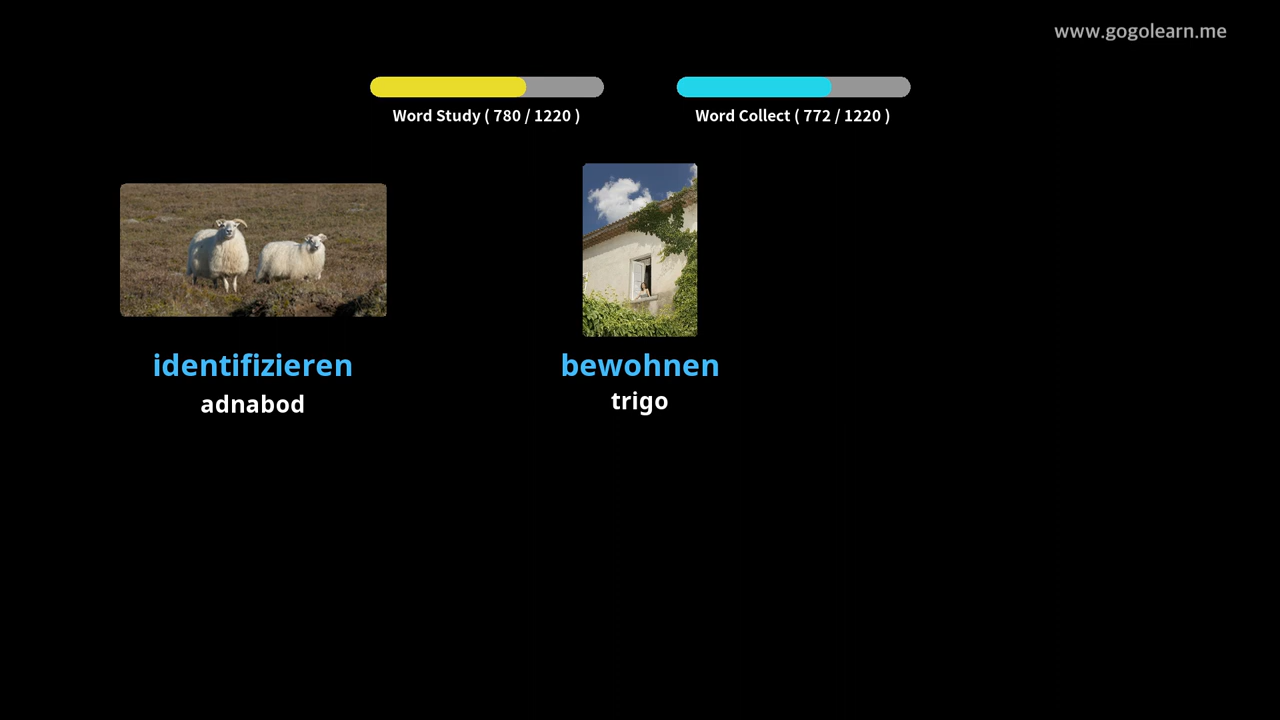 www.gogolearn.me
Word Study ( 780 / 1220 )
Word Collect ( 772 / 1220 )
identifizieren
adnabod
bewohnen
trigo